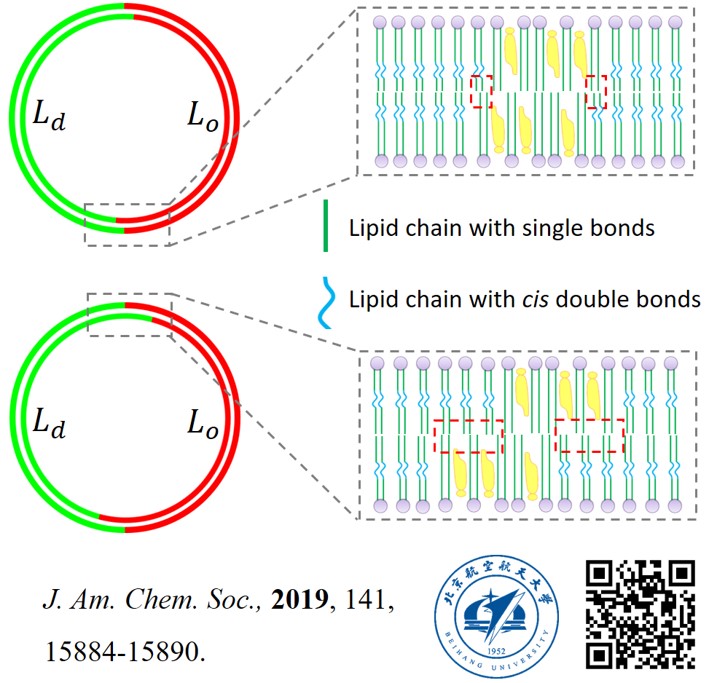 L_d
L_o
Lipid chain with single bonds
Lipid chain with cis double bonds
L_d
L_o
J. Am. Chem. Soc., 2019, 141,
15884-15890.
北京航空航天大学
1952
BEIHANG UNIVERSITY